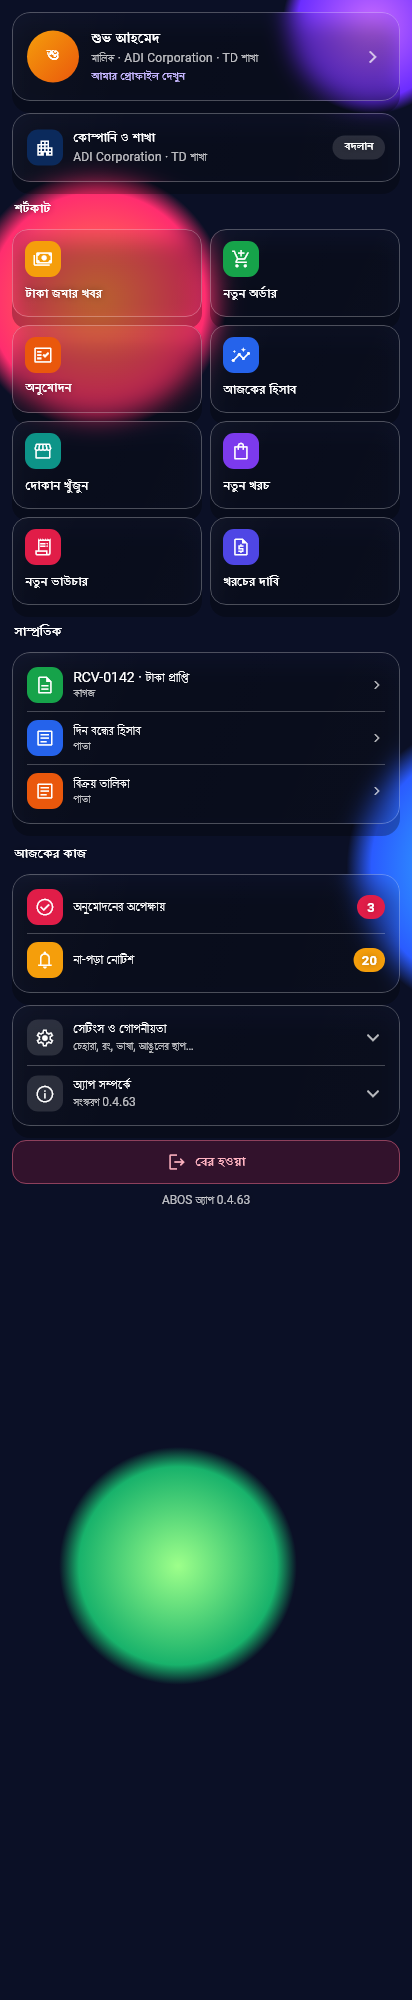 শু
শুভ আহমেদ
মালিক · ADI Corporation · TD শাখা
আমার প্রোফাইল দেখুন
কোম্পানি ও শাখা
ADI Corporation · TD শাখা
বদলান
শর্টকাট
টাকা জমার খবর
নতুন অর্ডার
অনুমোদন
আজকের হিসাব
দোকান খুঁজুন
নতুন খরচ
নতুন ভাউচার
খরচের দাবি
সাম্প্রতিক
RCV-0142 · টাকা প্রাপ্তি
কাগজ
দিন বন্ধের হিসাব
পাতা
বিক্রয় তালিকা
পাতা
আজকের কাজ
অনুমোদনের অপেক্ষায়
3
না-পড়া নোটিশ
20
সেটিংস ও গোপনীয়তা
চেহারা, রং, ভাষা, আঙুলের ছাপ...
অ্যাপ সম্পর্কে
সংস্করণ 0.4.63
বের হওয়া
ABOS অ্যাপ 0.4.63